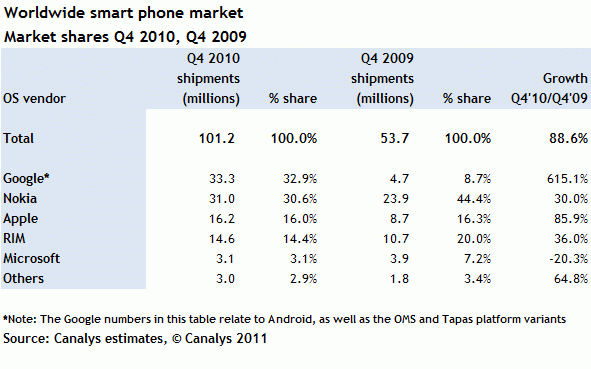 Worldwide smart phone market
Market shares Q4 2010, Q4 2009
Q4 2010 Q4 2009
shipments shipments Growth
OS vendor (millions) % share (millions) % share Q4'10/Q4'09
Total 101.2 100.0% 53.7 100.0% 88.6%
Google* 33.3 32.9% 4.7 8.7% 615.1%
Nokia 31.0 30.6% 23.9 44.4% 30.0%
Apple 16.2 16.0% 8.7 16.3% 85.9%
RIM 14.6 14.4% 10.7 20.0% 36.0%
Microsoft 3.1 3.1% 3.9 7.2% -20.3%
Others 3.0 2.9% 1.8 3.4% 64.8%
*Note: The Google numbers in this table relate to Android, as well as the OMS and Tapas platform variants
Source: Canalys estimates, © Canalys 2011